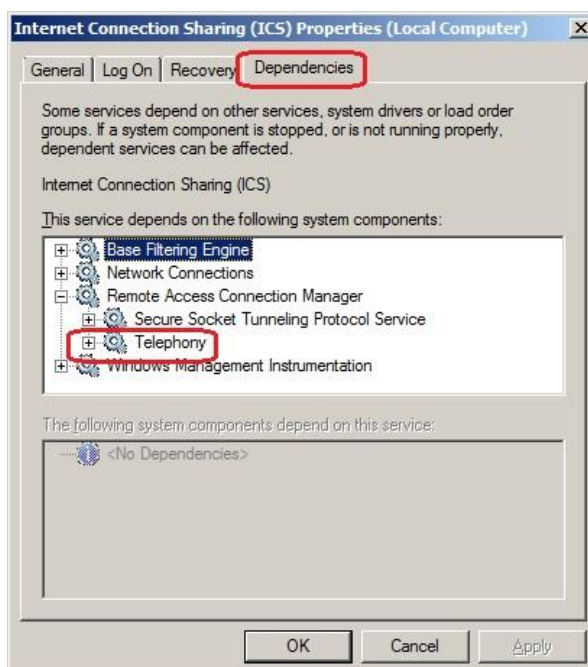 Internet Connection Sharing (ICS) Properties (Local Computer)
General Log On Recovery Dependencies
Some services depend on other services, system drivers or load order
groups. If a system component is stopped, or is not running properly,
dependent services can be affected.
Internet Connection Sharing (ICS)
This service depends on the following system components:
Base Filtering Engine
Network Connections
Remote Access Connection Manager
Secure Socket Tunneling Protocol Service
Telephony
Windows Management Instrumentation
The following system components depend on this service:
<No Dependencies>
OK Cancel Apply